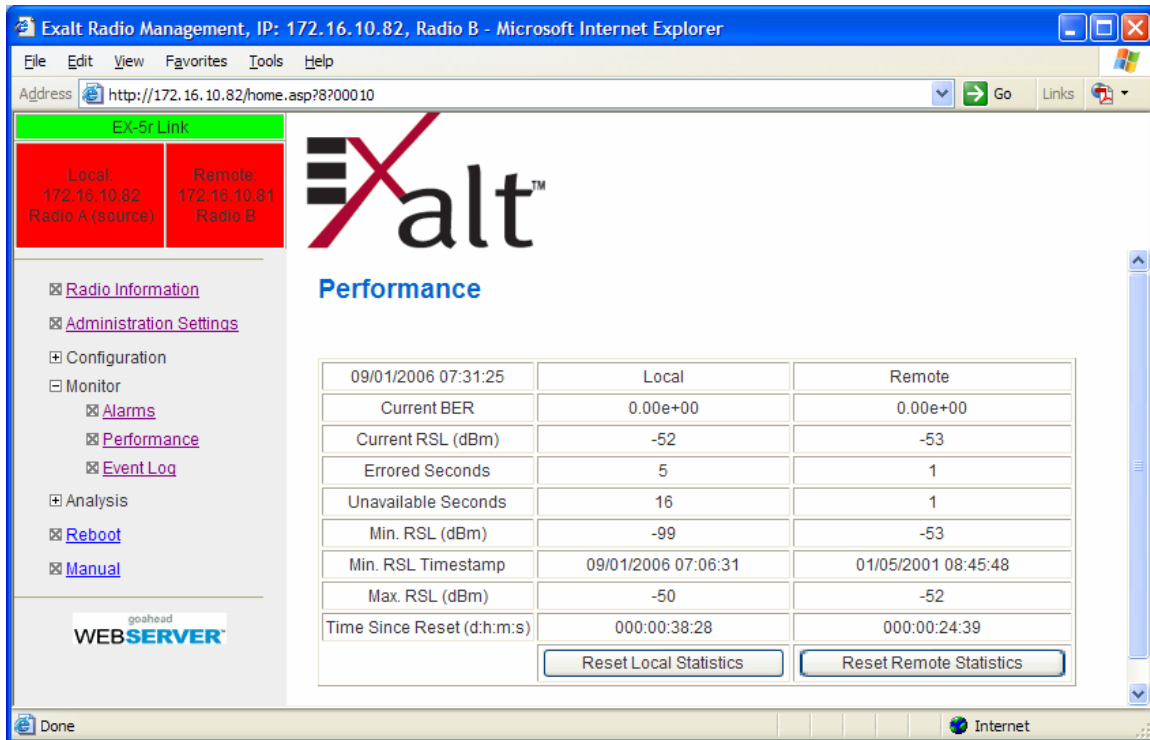 Exalt Radio Management, IP: 172.16.10.82, Radio B - Microsoft Internet Explorer
File Edit View Favorites Tools Help
Address http://172.16.10.82/home.asp?8?00010 Go Links
EX-5r Link
Local:
172.16.10.82
Radio A (source)
Remote:
172.16.10.81
Radio B
EXalt™
Radio Information
Administration Settings
Configuration
Monitor
Alarms
Performance
Event Log
Analysis
Reboot
Manual
goahead
WEBSERVER
Performance
09/01/2006 07:31:25 Local Remote
Current BER 0.00e+00 0.00e+00
Current RSL (dBm) -52 -53
Errored Seconds 5 1
Unavailable Seconds 16 1
Min. RSL (dBm) -99 -53
Min. RSL Timestamp 09/01/2006 07:06:31 01/05/2001 08:45:48
Max. RSL (dBm) -50 -52
Time Since Reset (d:h:m:s) 000:00:38:28 000:00:24:39
Reset Local Statistics Reset Remote Statistics
Done Internet